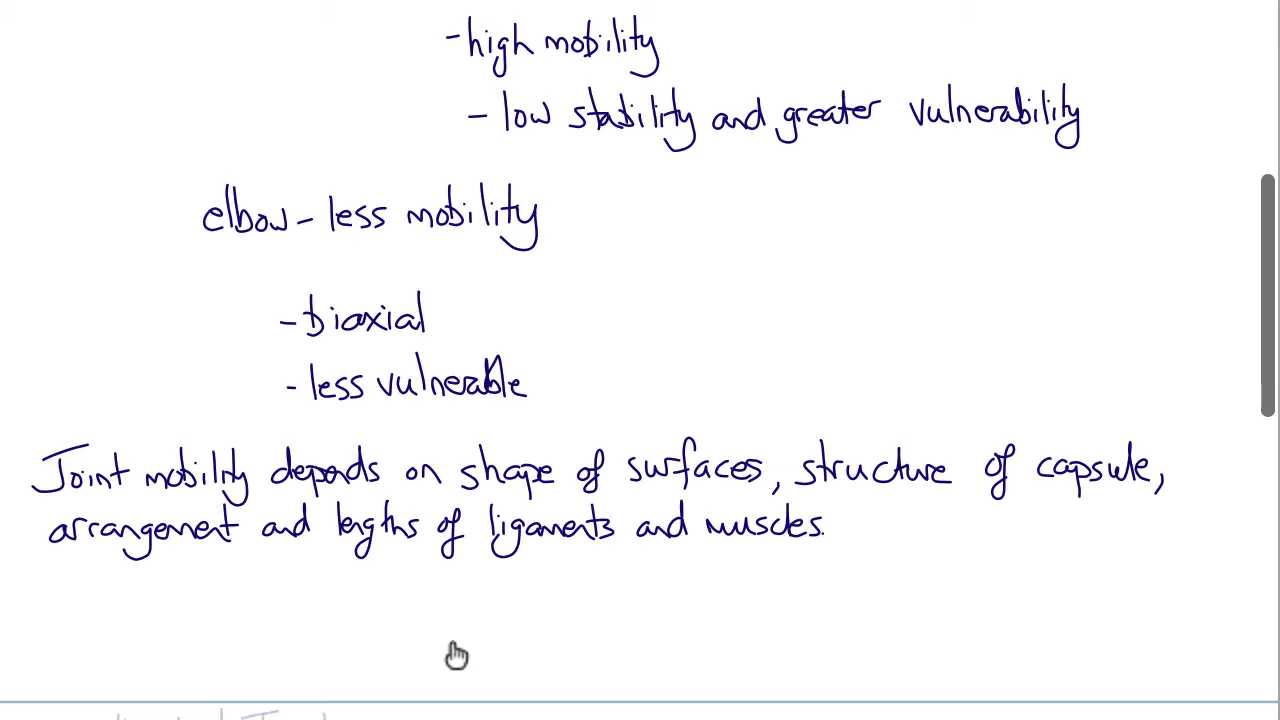 - high mobility
- low stability and greater vulnerability
elbow - less mobility
- biaxial
- less vulnerable
Joint mobility depends on shape of surfaces, structure of capsule,
arrangement and lengths of ligaments and muscles.